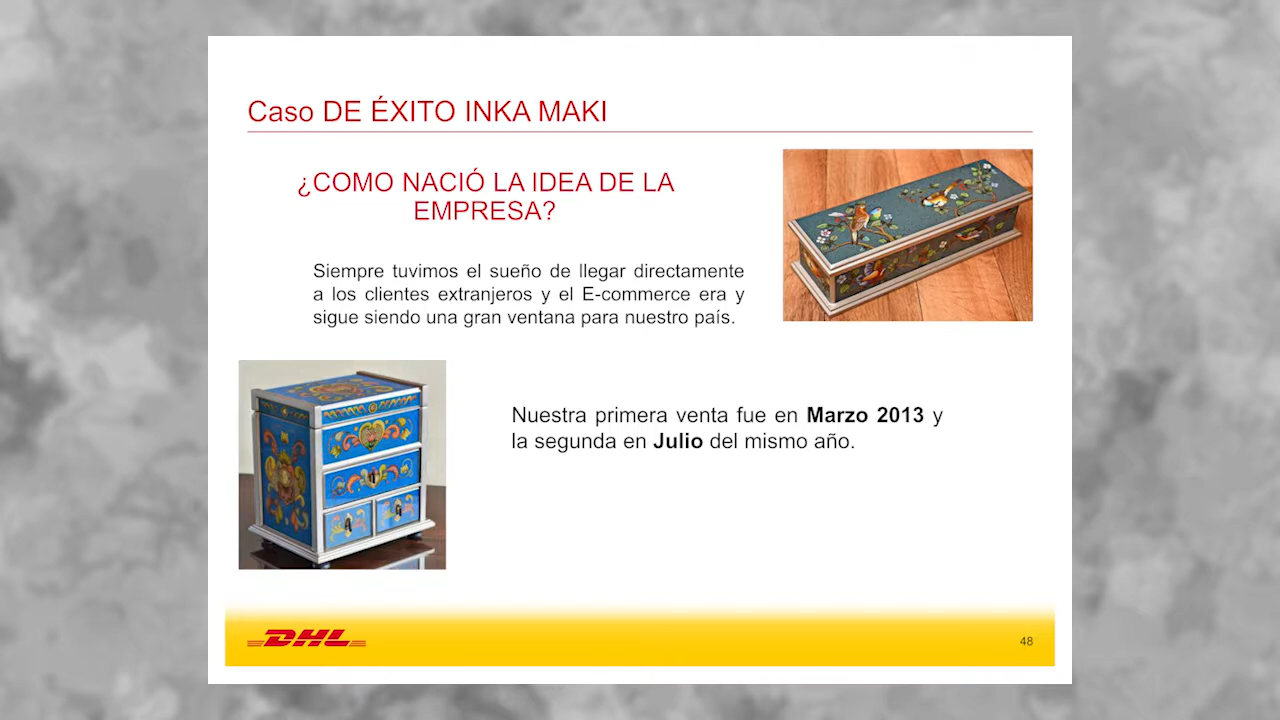 Caso DE ÉXITO INKA MAKI
¿COMO NACIÓ LA IDEA DE LA
EMPRESA?
Siempre tuvimos el sueño de llegar directamente
a los clientes extranjeros y el E-commerce era y
sigue siendo una gran ventana para nuestro país.
Nuestra primera venta fue en Marzo 2013 y
la segunda en Julio del mismo año.
DHL
48